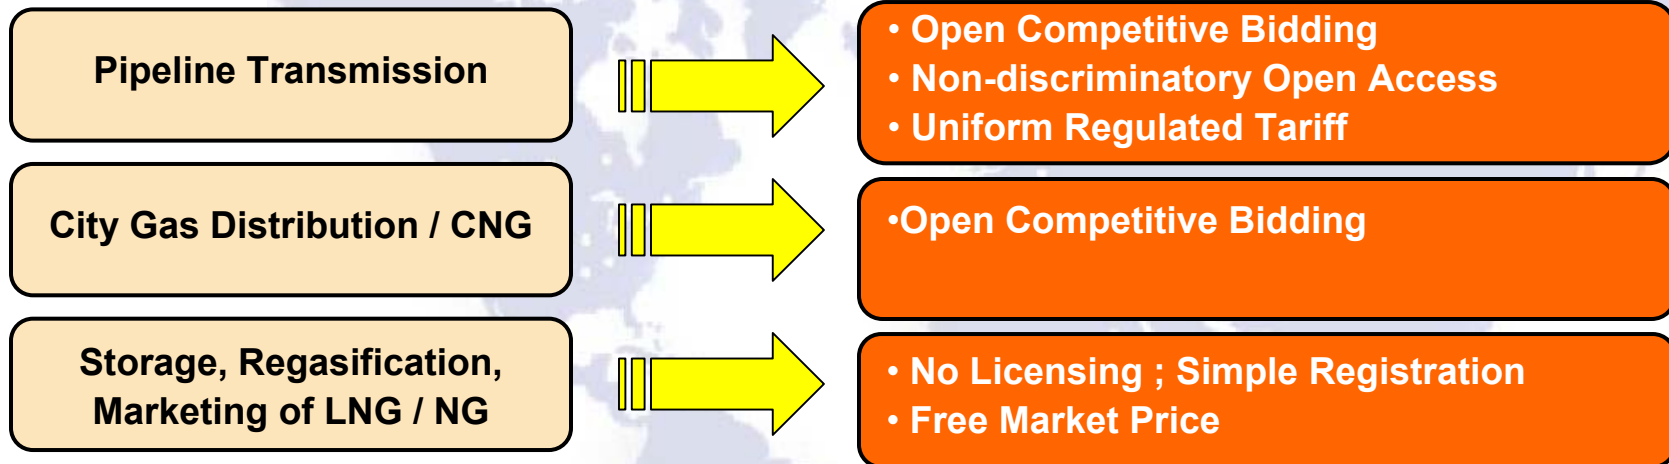 Pipeline Transmission
• Open Competitive Bidding
• Non-discriminatory Open Access
• Uniform Regulated Tariff
City Gas Distribution / CNG
•Open Competitive Bidding
Storage, Regasification,
Marketing of LNG / NG
• No Licensing ; Simple Registration
• Free Market Price